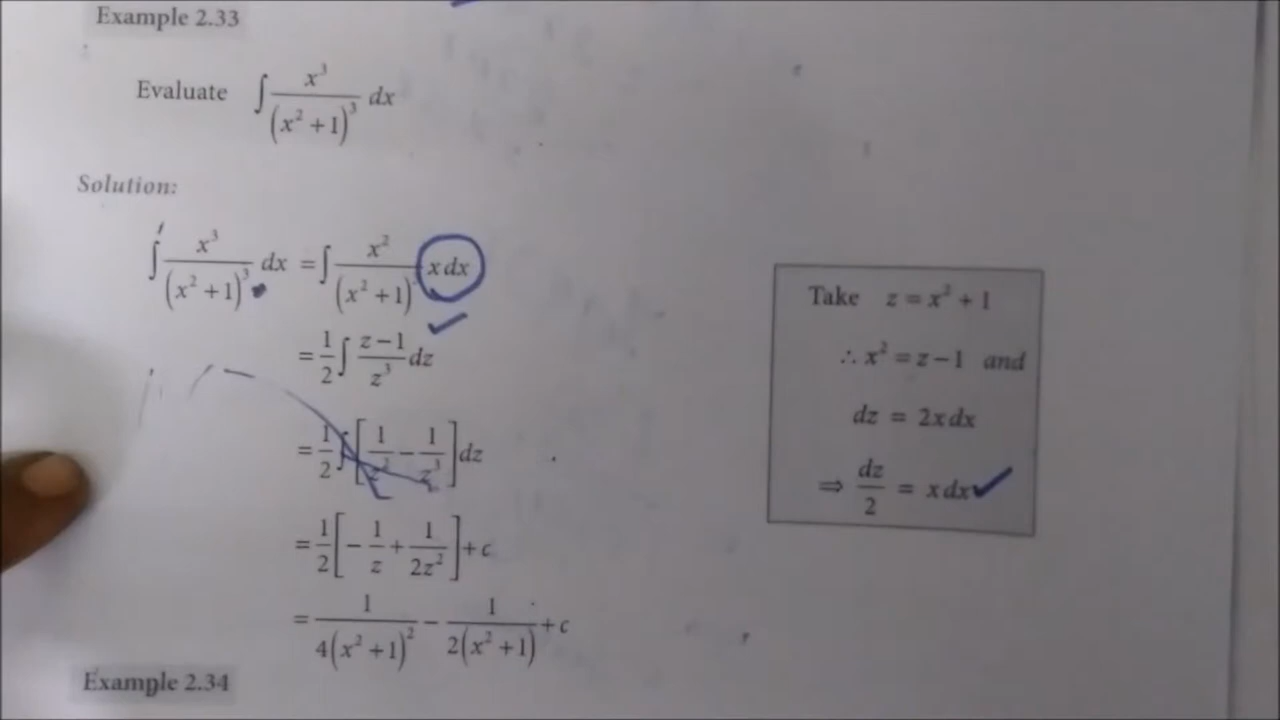 Example 2.33
Evaluate ∫ x³/(x² + 1)³ dx
Solution:
∫ x³/(x² + 1)³ dx = ∫ x²/(x² + 1) x dx
= 1/2 ∫ (z − 1)/z³ dz
= 1/2 ∫ [1/z² − 1/z³] dz
= 1/2 [− 1/z + 1/2z²] + c
= 1/4(x² + 1)² − 1/2(x² + 1) + c
Take z = x² + 1
∴ x² = z − 1 and
dz = 2x dx
⇒ dz/2 = x dx
Example 2.34